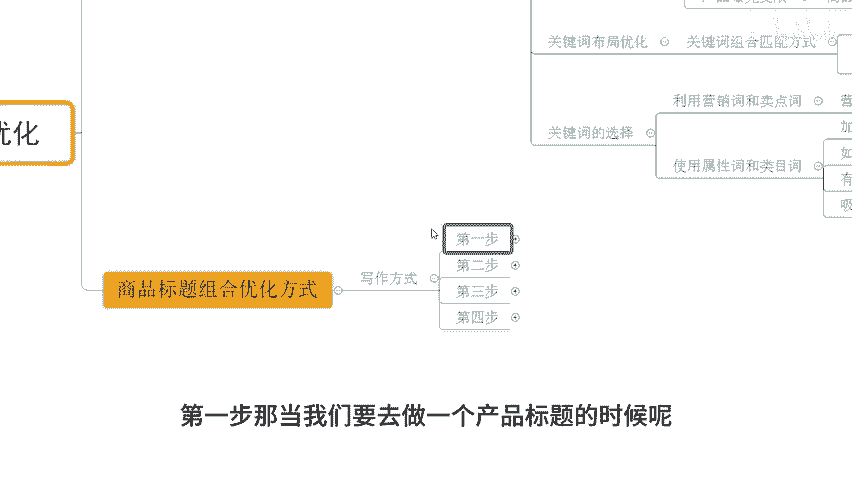 关键词布局优化
关键词组合匹配方式
利用营销词和卖点词
营
关键词的选择
加
如
使用属性词和类目词
有
吸
优化
第一步
第二步
写作方式
商品标题组合优化方式
第三步
第四步
第一步那当我们要去做一个产品标题的时候呢